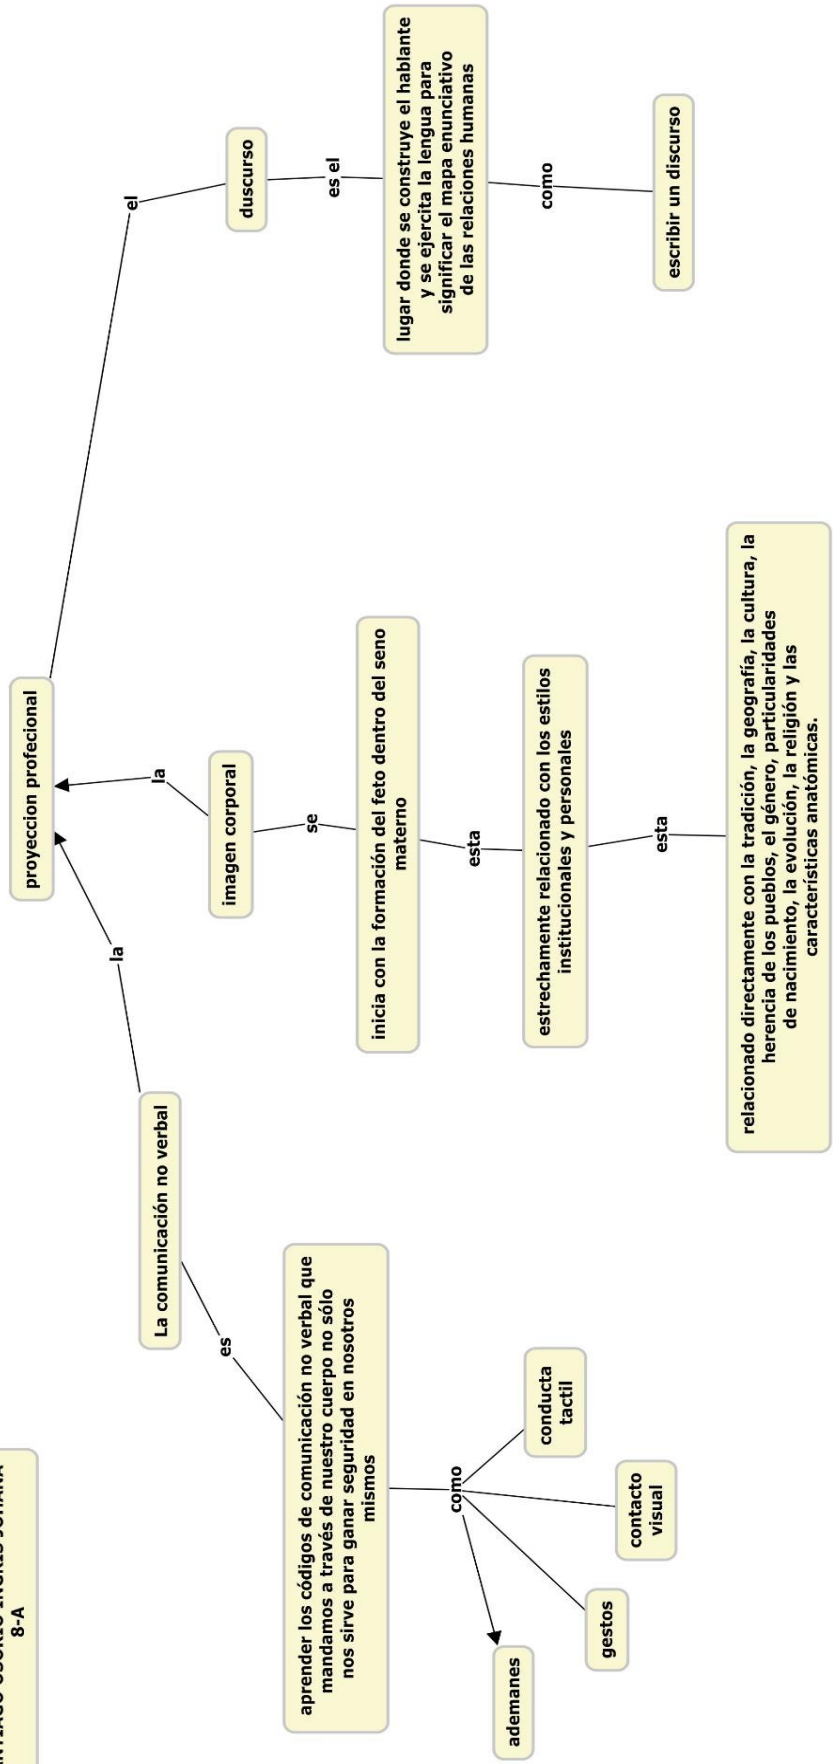 8-A
proyeccion profecional
la
La comunicación no verbal
es
aprender los códigos de comunicación no verbal que
mandamos a través de nuestro cuerpo no sólo
nos sirve para ganar seguridad en nosotros
mismos
como
ademanes
gestos
contacto
visual
conducta
tactil
la
imagen corporal
se
inicia con la formación del feto dentro del seno
materno
esta
estrechamente relacionado con los estilos
institucionales y personales
esta
relacionado directamente con la tradición, la geografía, la cultura, la
herencia de los pueblos, el género, particularidades
de nacimiento, la evolución, la religión y las
características anatómicas.
el
duscurso
es el
lugar donde se construye el hablante
y se ejercita la lengua para
significar el mapa enunciativo
de las relaciones humanas
como
escribir un discurso